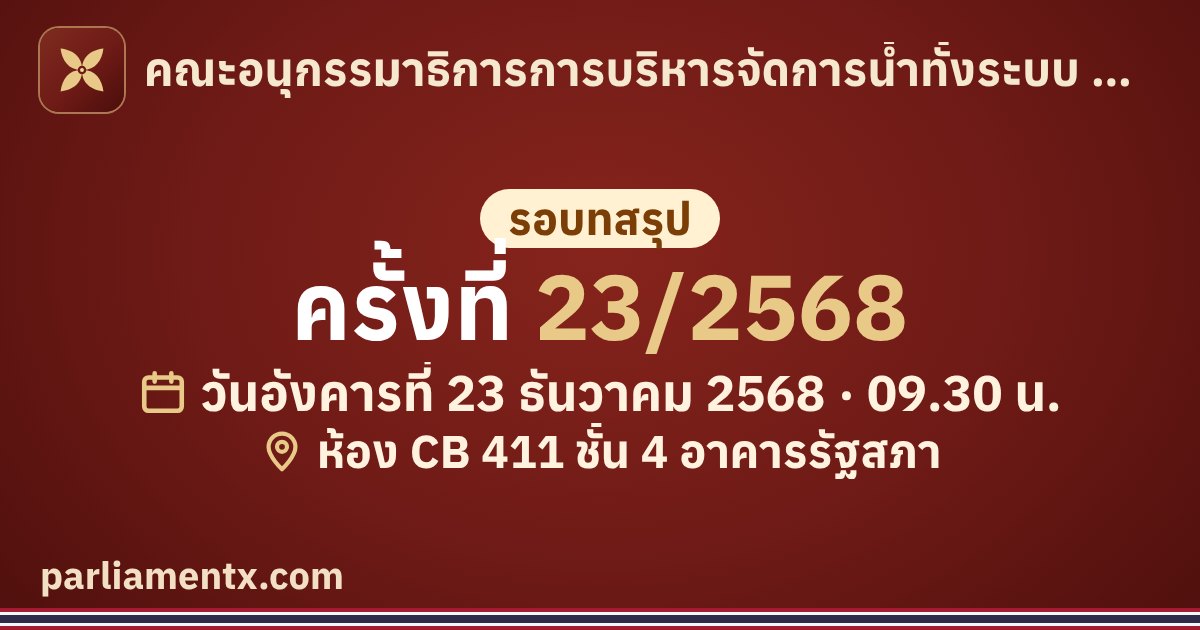 คณะอนุกรรมาธิการการบริหารจัดการน้ำทั้งระบบ ...
รอบทสรุป
ครั้งที่ 23/2568
วันอังคารที่ 23 ธันวาคม 2568 · 09.30 น.
ห้อง CB 411 ชั้น 4 อาคารรัฐสภา
parliamentx.com